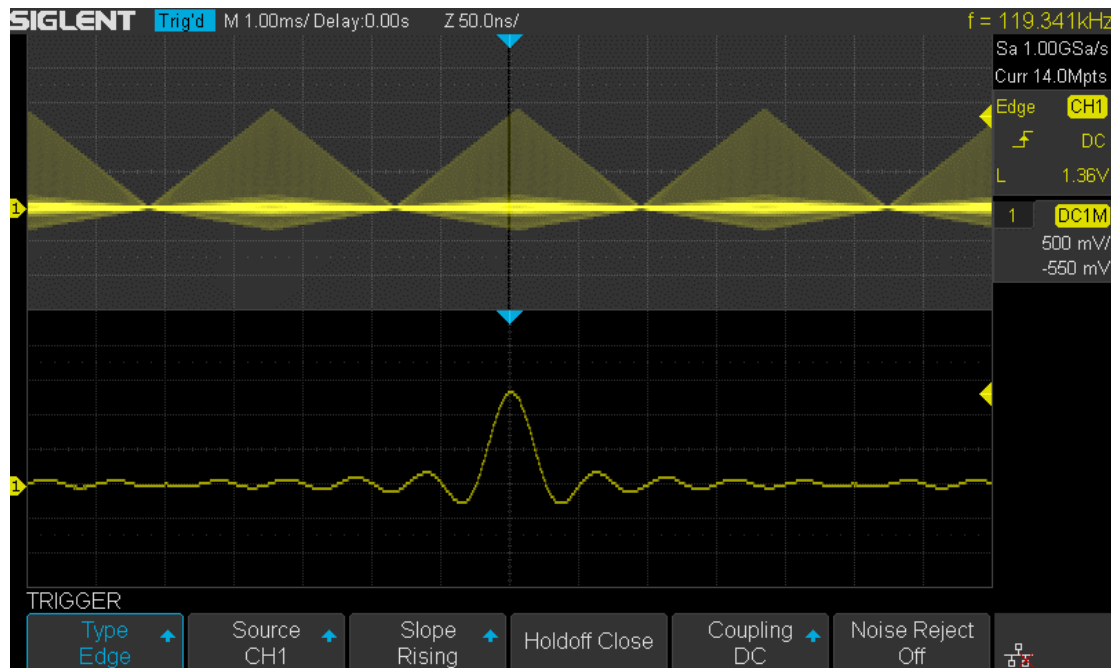 SIGLENT Trig'd M 1.00ms/ Delay:0.00s Z 50.0ns/ f = 119.341kHz
Sa 1.00GSa/s
Curr 14.0Mpts
Edge CH1
DC
L 1.36V
1
1 DC1M
500 mV/
-550 mV
1
TRIGGER
Type
Edge
Source
CH1
Slope
Rising
Holdoff Close
Coupling
DC
Noise Reject
Off